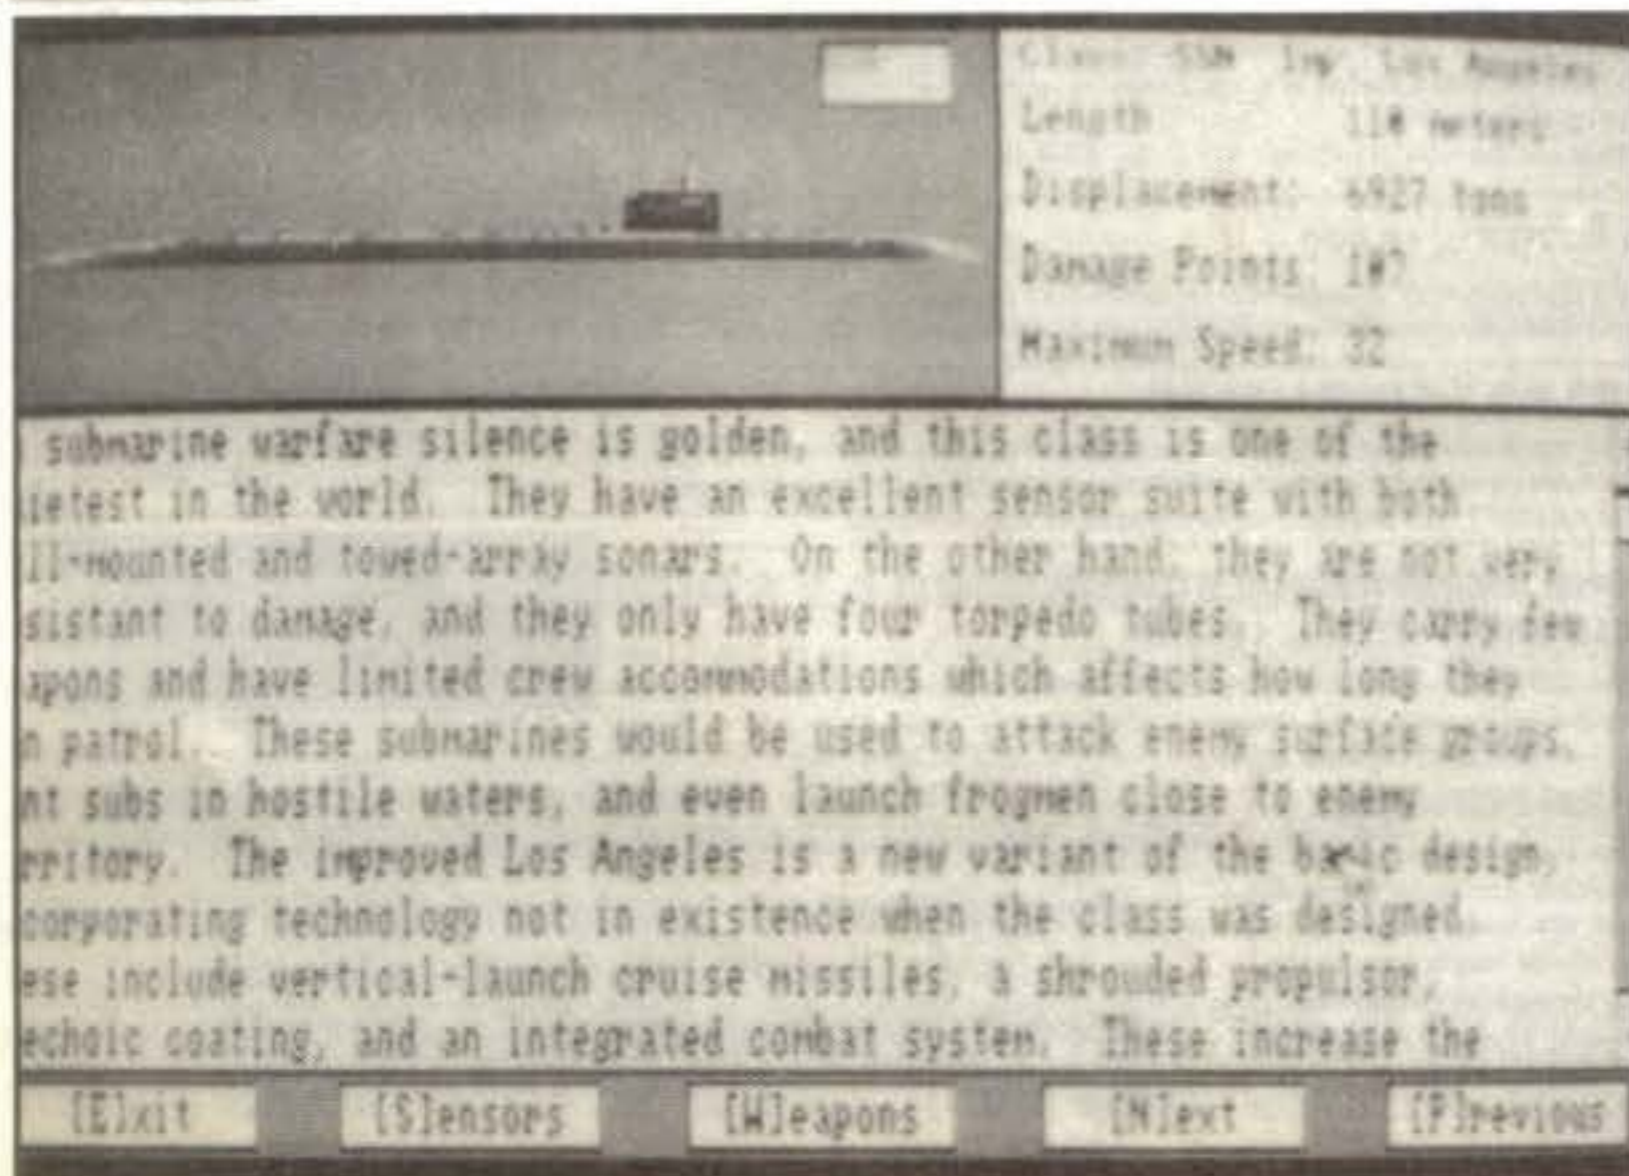 Class: SSN Imp Los Angeles
Length 110 meters
Displacement: 6927 tons
Damage Points: 107
Maximum Speed: 32
submarine warfare silence is golden, and this class is one of the
ietest in the world. They have an excellent sensor suite with both
ll-mounted and towed-array sonars. On the other hand, they are not very
sistant to damage, and they only have four torpedo tubes. They carry few
apons and have limited crew accommodations which affects how long they
n patrol. These submarines would be used to attack enemy surface groups,
nt subs in hostile waters, and even launch frogmen close to enemy
rritory. The improved Los Angeles is a new variant of the basic design,
corporating technology not in existence when the class was designed.
ese include vertical-launch cruise missiles, a shrouded propulsor,
echoic coating, and an integrated combat system. These increase the
[E]xit [S]ensors [W]eapons [N]ext [P]revious